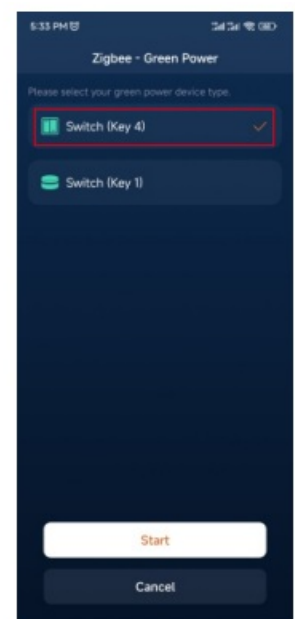 5:33 PM
Zigbee - Green Power
Please select your green power device type.
Switch (Key 4)
Switch (Key 1)
Start
Cancel